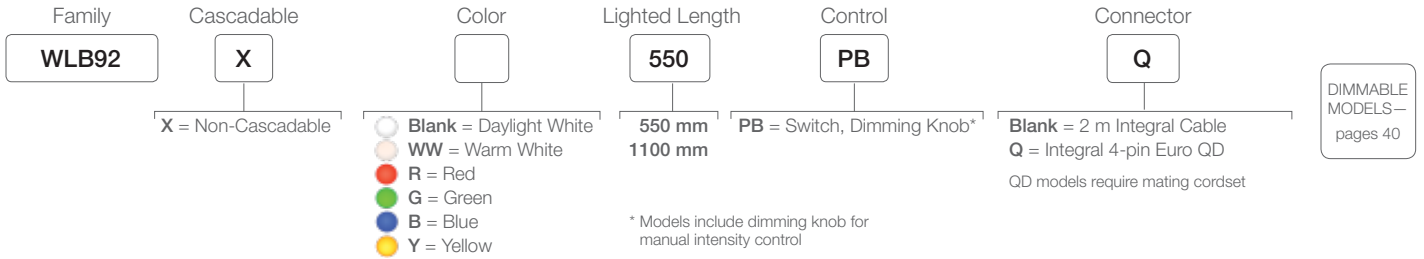 Family Cascadable Color Lighted Length Control Connector
WLB92 X 550 PB Q
X = Non-Cascadable
Blank = Daylight White
WW = Warm White
R = Red
G = Green
B = Blue
Y = Yellow
550 mm
1100 mm
PB = Switch, Dimming Knob*
* Models include dimming knob for
manual intensity control
Blank = 2 m Integral Cable
Q = Integral 4-pin Euro QD
QD models require mating cordset
DIMMABLE
MODELS—
pages 40